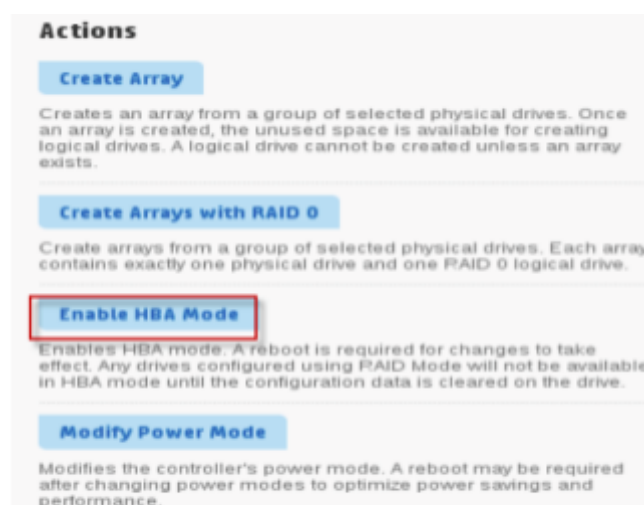 Actions
Create Array
Creates an array from a group of selected physical drives. Once
an array is created, the unused space is available for creating
logical drives. A logical drive cannot be created unless an array
exists.
Create Arrays with RAID 0
Create arrays from a group of selected physical drives. Each array
contains exactly one physical drive and one RAID 0 logical drive.
Enable HBA Mode
Enables HBA mode. A reboot is required for changes to take
effect. Any drives configured using RAID Mode will not be available
in HBA mode until the configuration data is cleared on the drive.
Modify Power Mode
Modifies the controller's power mode. A reboot may be required
after changing power modes to optimize power savings and
performance.